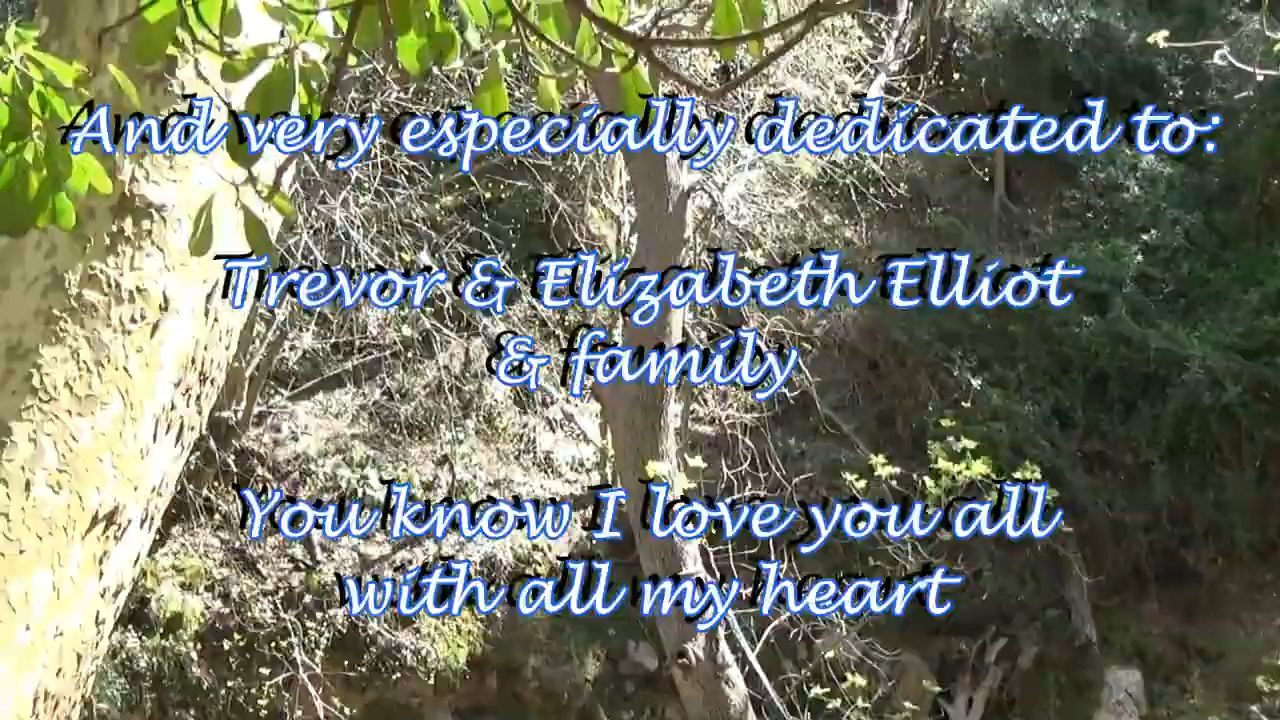 And very especially dedicated to:
Trevor & Elizabeth Elliot
& family
You know I love you all
with all my heart